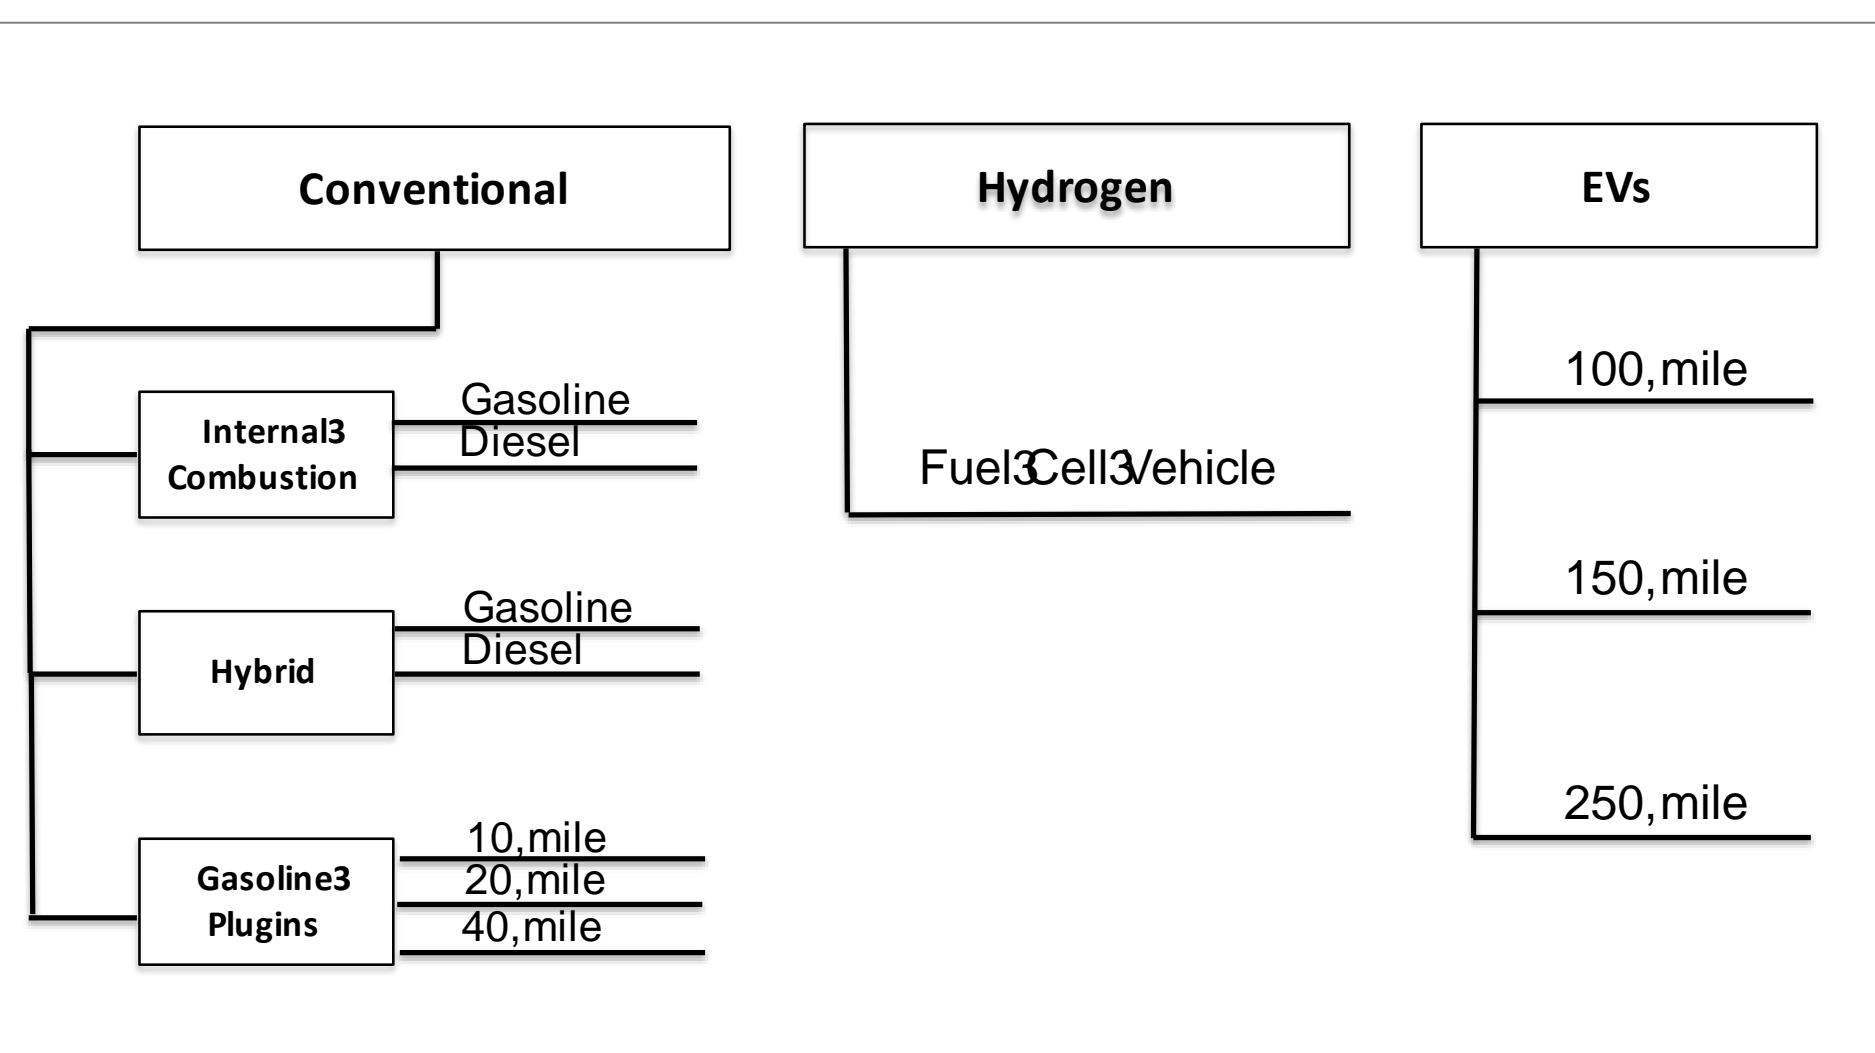 Conventional
Hydrogen
EVs
Internal3
Combustion
Gasoline
Diesel
Hybrid
Gasoline
Diesel
Gasoline3
Plugins
10,mile
20,mile
40,mile
Fuel3Cell3Vehicle
100,mile
150,mile
250,mile